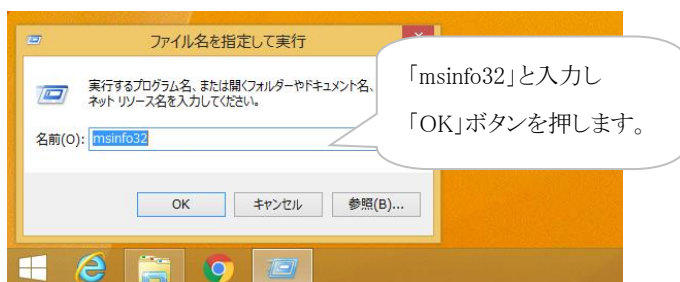 ファイル名を指定して実行
実行するプログラム名、または開くフォルダーやドキュメント名、
ネット リソース名を入力してください。
名前(O): msinfo32
OK
キャンセル
参照(B)...
「msinfo32」と入力し
「OK」ボタンを押します。